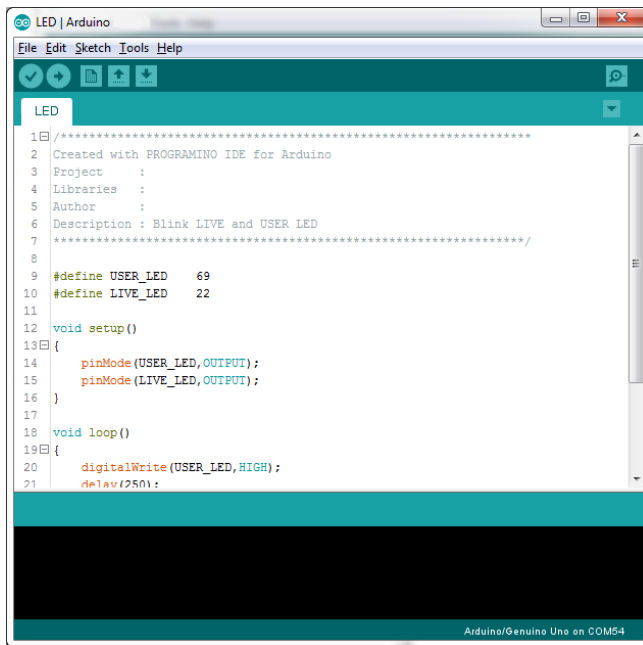 LED | Arduino
File Edit Sketch Tools Help
LED
1 /******************************************************************
2 Created with PROGRAMINO IDE for Arduino
3 Project     :
4 Libraries   :
5 Author      :
6 Description : Blink LIVE and USER LED
7 ******************************************************************/
8
9 #define USER_LED    69
10 #define LIVE_LED    22
11
12 void setup()
13 {
14     pinMode(USER_LED,OUTPUT);
15     pinMode(LIVE_LED,OUTPUT);
16 }
17
18 void loop()
19 {
20     digitalWrite(USER_LED,HIGH);
21     delay(250);
Arduino/Genuino Uno on COM54